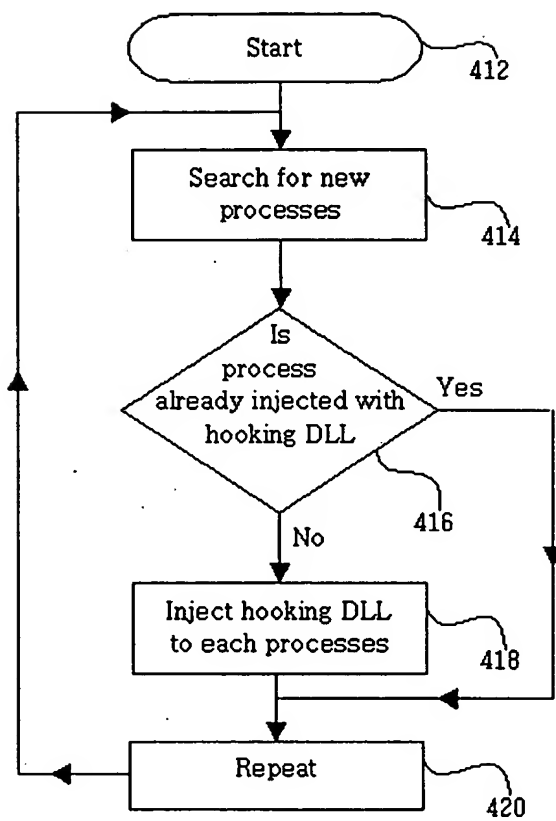 Start
412
Search for new
processes
414
Is
process
already injected with
hooking DLL
Yes
416
No
Inject hooking DLL
to each processes
418
Repeat
420